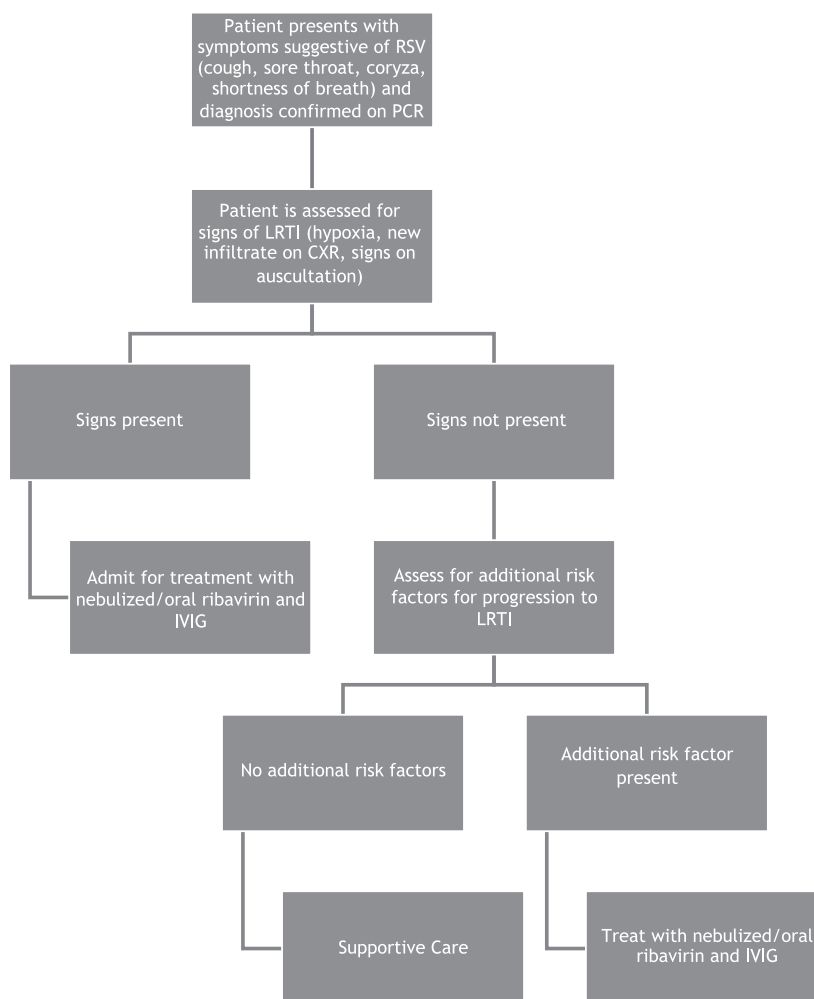 Patient presents with
symptoms suggestive of RSV
(cough, sore throat, coryza,
shortness of breath) and
diagnosis confirmed on PCR
Patient is assessed for
signs of LRTI (hypoxia, new
infiltrate on CXR, signs on
auscultation)
Signs present
Signs not present
Admit for treatment with
nebulized/oral ribavirin and
IVIG
Assess for additional risk
factors for progression to
LRTI
No additional risk factors
Additional risk factor
present
Supportive Care
Treat with nebulized/oral
ribavirin and IVIG